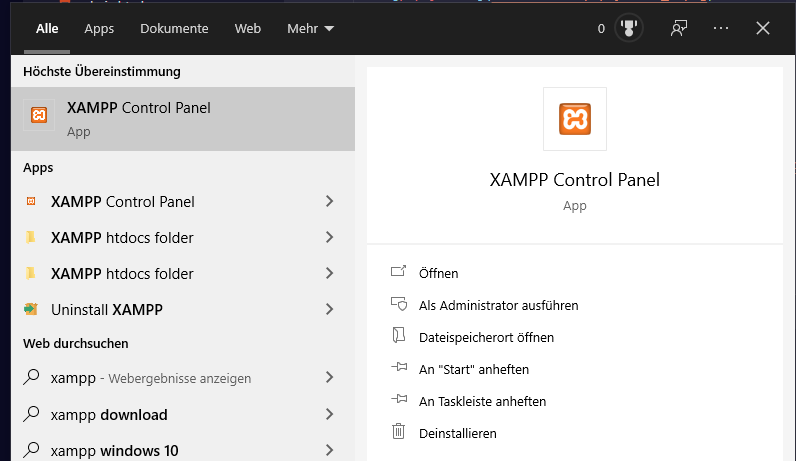 Alle Apps Dokumente Web Mehr 0
Höchste Übereinstimmung
XAMPP Control Panel
App
Apps
XAMPP Control Panel
XAMPP htdocs folder
XAMPP htdocs folder
Uninstall XAMPP
Web durchsuchen
xampp - Webergebnisse anzeigen
xampp download
xampp windows 10
XAMPP Control Panel
App
Öffnen
Als Administrator ausführen
Dateispeicherort öffnen
An "Start" anheften
An Taskleiste anheften
Deinstallieren